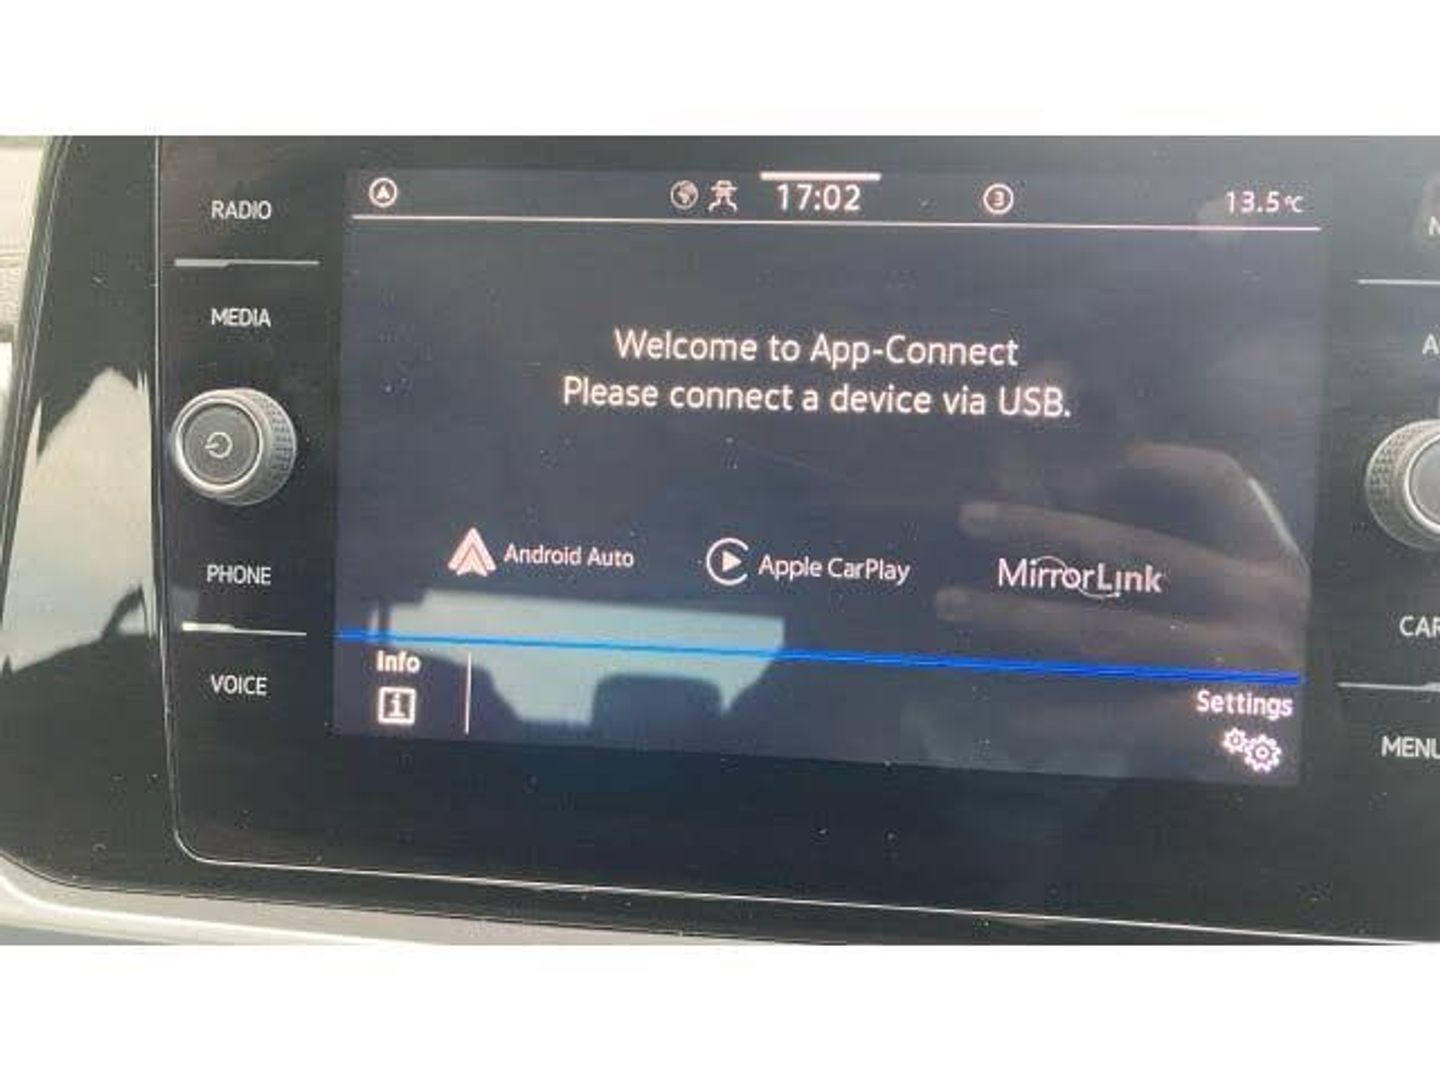 RADIO
MEDIA
PHONE
VOICE
17:02
3
13.5°C
Welcome to App-Connect
Please connect a device via USB.
Android Auto
Apple CarPlay
MirrorLink
Info
i
Settings
MENU